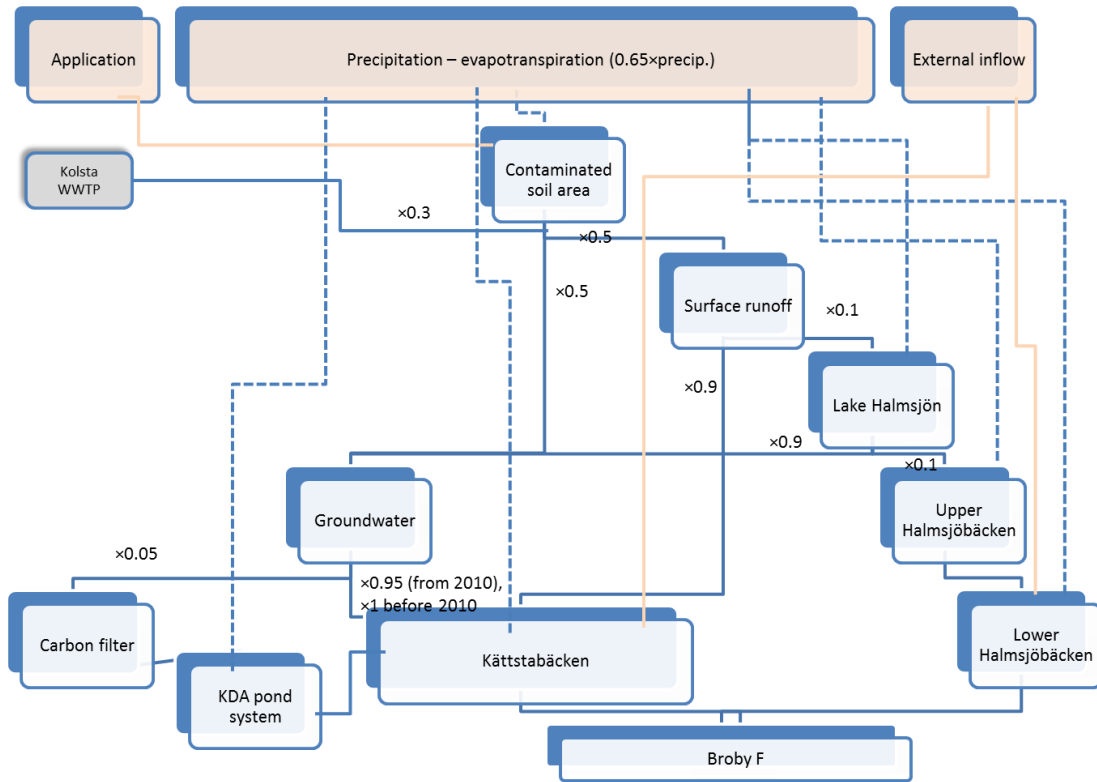 Application
Precipitation – evapotranspiration (0.65×precip.)
External inflow
Kolsta
WWTP
Contaminated
soil area
×0.3
×0.5
×0.5
Surface runoff
×0.1
×0.9
Lake Halmsjön
×0.9
×0.1
Groundwater
Upper
Halmsjöbäcken
×0.05
×0.95 (from 2010),
×1 before 2010
Carbon filter
Kättstabäcken
Lower
Halmsjöbäcken
KDA pond
system
Broby F